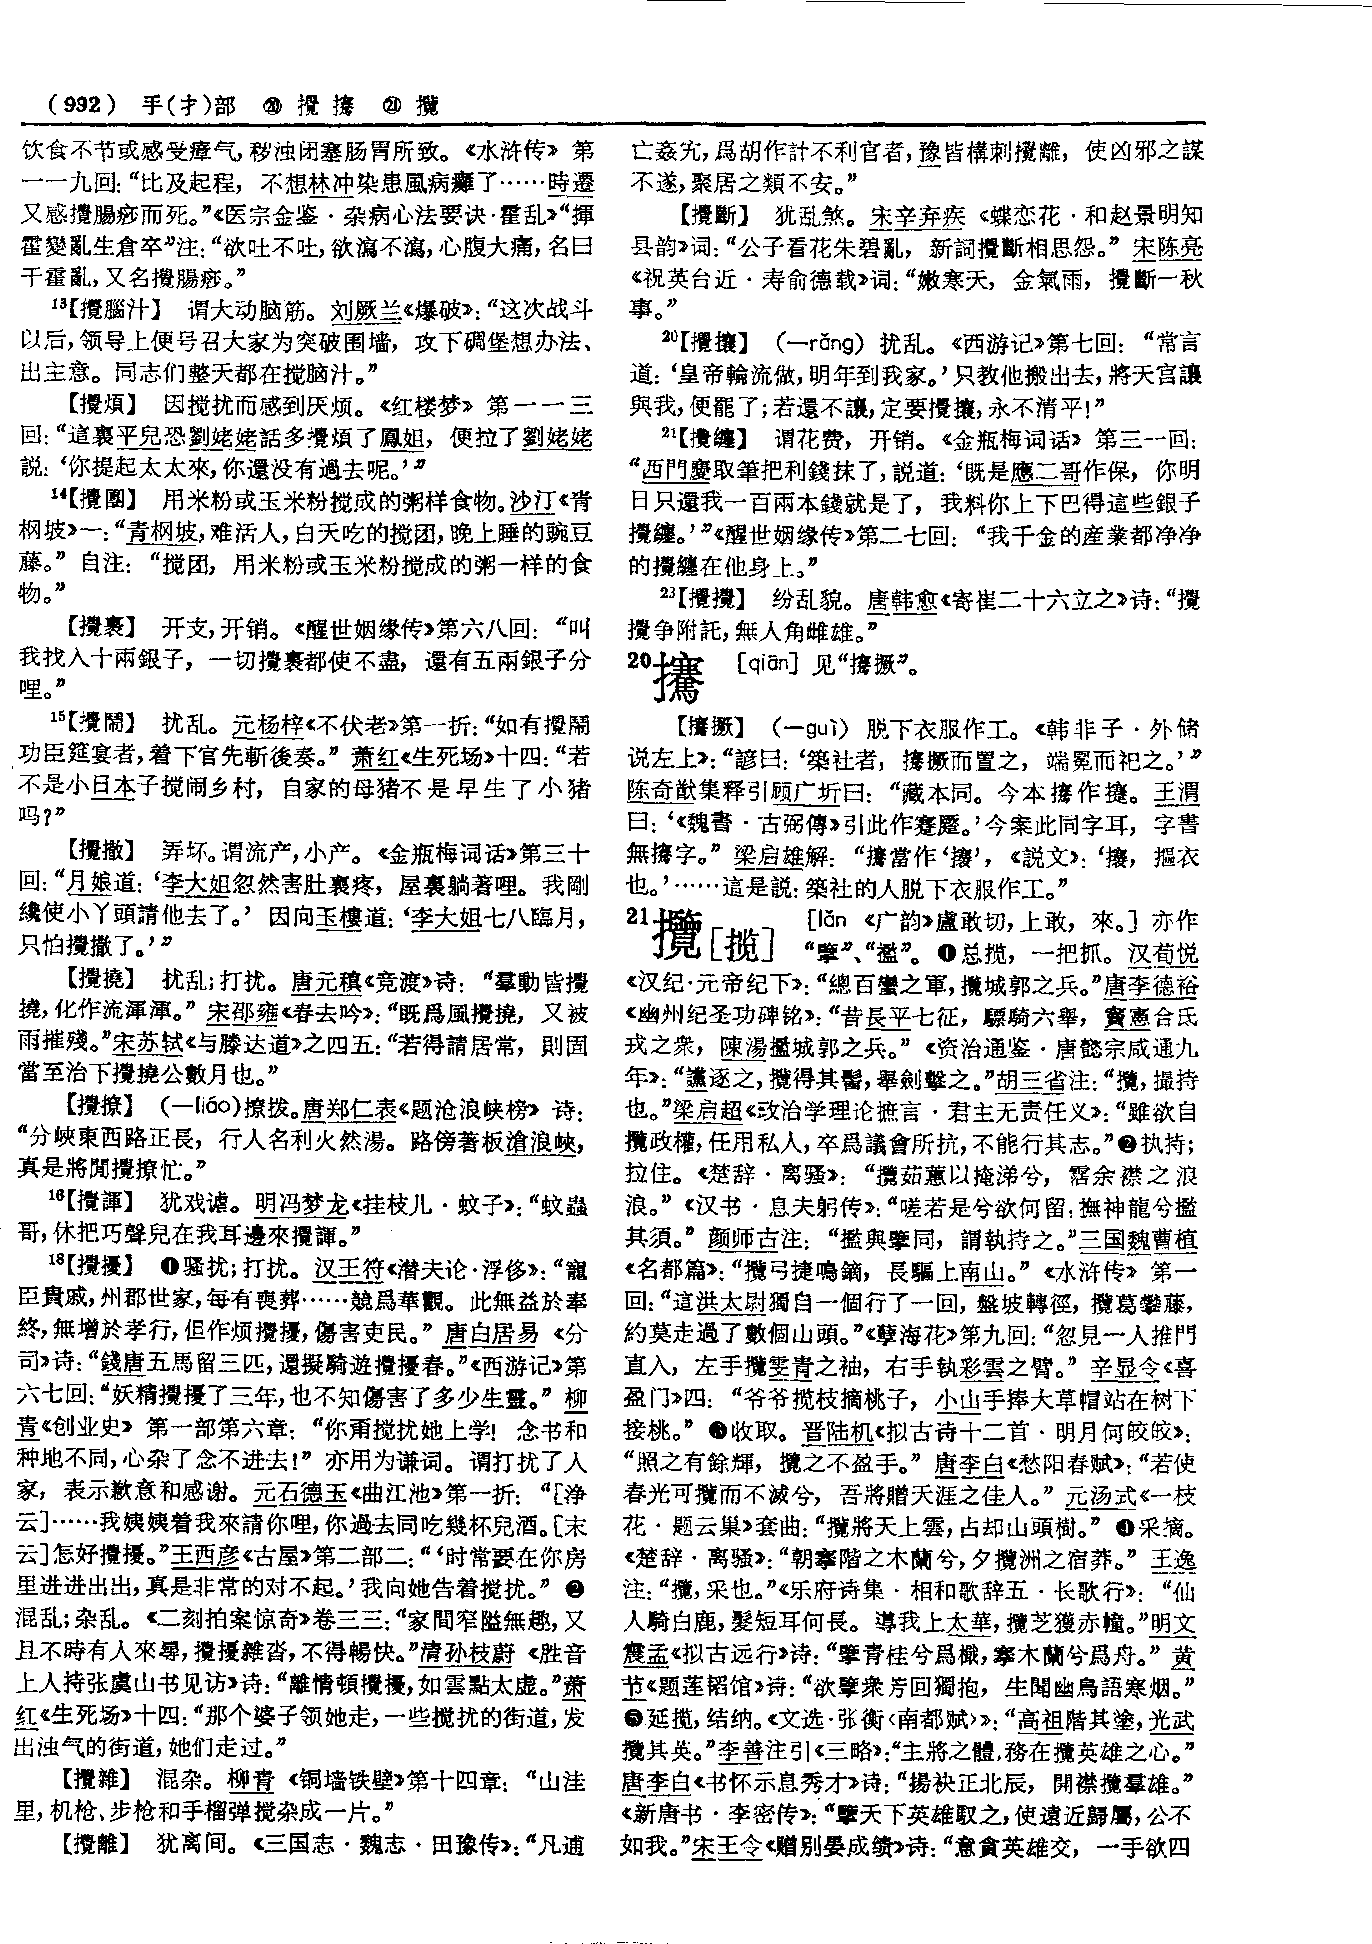 (992) 手(扌)部 ⑳ 攪 攐 ㉑ 攬
饮食不节或感受瘴气，秽浊闭塞肠胃所致。《水浒传》第
一一九回：“比及起程，不想林冲染患風病癱了……時遷
又感攪腸痧而死。”《医宗金鉴·杂病心法要诀·霍乱》“揮
霍變亂生倉卒”注：“欲吐不吐，欲瀉不瀉，心腹大痛，名曰
干霍亂，又名攪腸痧。”
13【攪腦汁】 谓大动脑筋。刘厥兰《爆破》：“这次战斗
以后，领导上便号召大家为突破围墙，攻下碉堡想办法、
出主意。同志们整天都在搅脑汁。”
【攪煩】 因搅扰而感到厌烦。《红楼梦》第一一三
回：“這裏平兒恐劉姥姥話多攪煩了鳳姐，便拉了劉姥姥
説：‘你提起太太來，你還没有過去呢。’”
14【攪團】 用米粉或玉米粉搅成的粥样食物。沙汀《青
㭎坡》一：“青㭎坡，难活人，白天吃的搅团，晚上睡的豌豆
藤。”自注：“搅团，用米粉或玉米粉搅成的粥一样的食
物。”
【攪裹】 开支，开销。《醒世姻缘传》第六八回：“叫
我找入十兩銀子，一切攪裹都使不盡，還有五兩銀子分
哩。”
15【攪鬧】 扰乱。元杨梓《不伏老》第一折：“如有攪鬧
功臣筵宴者，着下官先斬後奏。”萧红《生死场》十四：“若
不是小日本子搅闹乡村，自家的母猪不是早生了小猪
吗？”
【攪撒】 弄坏。谓流产，小产。《金瓶梅词话》第三十
回：“月娘道：‘李大姐忽然害肚裏疼，屋裏躺著哩。我剛
纔使小丫頭請他去了。’因向玉樓道：‘李大姐七八臨月，
只怕攪撒了。’”
【攪撓】 扰乱；打扰。唐元稹《竞渡》诗：“羣動皆攪
撓，化作流渾渾。”宋邵雍《春去吟》：“既爲風攪撓，又被
雨摧殘。”宋苏轼《与滕达道》之四五：“若得請居常，則固
當至治下攪撓公數月也。”
【攪撩】 (一liáo)撩拨。唐郑仁表《题沧浪峡榜》诗：
“分峽東西路正長，行人名利火然湯。路傍著板滄浪峽，
真是將閒攪撩忙。”
16【攪諢】 犹戏谑。明冯梦龙《挂枝儿·蚊子》：“蚊蟲
哥，休把巧聲兒在我耳邊來攪諢。”
18【攪擾】 ❶骚扰；打扰。汉王符《潜夫论·浮侈》：“寵
臣貴戚，州郡世家，每有喪葬……競爲華觀。此無益於奉
終，無增於孝行，但作烦攪擾，傷害吏民。”唐白居易《分
司》诗：“錢唐五馬留三匹，還擬騎遊攪擾春。”《西游记》第
六七回：“妖精攪擾了三年，也不知傷害了多少生靈。”柳
青《创业史》第一部第六章：“你甭搅扰她上学！念书和
种地不同，心杂了念不进去！”亦用为谦词。谓打扰了人
家，表示歉意和感谢。元石德玉《曲江池》第一折：“[净
云]……我姨姨着我來請你哩，你過去同吃幾杯兒酒。[末
云]怎好攪擾。”王西彦《古屋》第二部二：“‘时常要在你房
里进进出出，真是非常的对不起。’我向她告着搅扰。” ❷
混乱；杂乱。《二刻拍案惊奇》卷三三：“家間窄隘無趣，又
且不時有人來尋，攪擾雜沓，不得暢快。”清孙枝蔚《胜音
上人持张虞山书见访》诗：“離情頓攪擾，如雲點太虚。”萧
红《生死场》十四：“那个婆子领她走，一些搅扰的街道，发
出浊气的街道，她们走过。”
【攪雜】 混杂。柳青《铜墙铁壁》第十四章：“山洼
里，机枪、步枪和手榴弹搅杂成一片。”
【攪離】 犹离间。《三国志·魏志·田豫传》：“凡逋
亡姦宄，爲胡作計不利官者，豫皆構刺攪離，使凶邪之謀
不遂，聚居之類不安。”
【攪斷】 犹乱煞。宋辛弃疾《蝶恋花·和赵景明知
县韵》词：“公子看花朱碧亂，新詞攪斷相思怨。”宋陈亮
《祝英台近·寿俞德载》词：“嫩寒天，金氣雨，攪斷一秋
事。”
20【攪攘】 (一rǎng) 扰乱。《西游记》第七回：“常言
道：‘皇帝輪流做，明年到我家。’只教他搬出去，將天宫讓
與我，便罷了；若還不讓，定要攪攘，永不清平！”
21【攪纏】 谓花费，开销。《金瓶梅词话》第三一回：
“西門慶取筆把利錢抹了，説道：‘既是應二哥作保，你明
日只還我一百兩本錢就是了，我料你上下巴得這些銀子
攪纏。’”《醒世姻缘传》第二七回：“我千金的産業都净净
的攪纏在他身上。”
23【攪攪】 纷乱貌。唐韩愈《寄崔二十六立之》诗：“攪
攪争附託，無人角雌雄。”
20攐 [qiān] 见“攐撅”。
【攐撅】 (一guì) 脱下衣服作工。《韩非子·外储
说左上》：“諺曰：‘築社者，攐撅而置之，端冕而祀之。’”
陈奇猷集释引顾广圻曰：“藏本同。今本攐作搴。王渭
曰：‘《魏書·古弼傳》引此作蹇蹷。’今案此同字耳，字書
無攐字。”梁启雄解：“攐當作‘攓’，《説文》：‘攓，摳衣
也。’……這是説：築社的人脱下衣服作工。”
21攬[揽] [lǎn 《广韵》盧敢切，上敢，來。]亦作
“擥”、“㩜”。❶总揽，一把抓。汉荀悦
《汉纪·元帝纪下》：“總百蠻之軍，攬城郭之兵。”唐李德裕
《幽州纪圣功碑铭》：“昔長平七征，驃騎六舉，竇憲合氐
戎之衆，陳湯㩜城郭之兵。”《资治通鉴·唐懿宗咸通九
年》：“讜逐之，攬得其髻，舉劍擊之。”胡三省注：“攬，撮持
也。”梁启超《政治学理论摭言·君主无责任义》：“雖欲自
攬政權，任用私人，卒爲議會所抗，不能行其志。”❷执持；
拉住。《楚辞·离骚》：“攬茹蕙以掩涕兮，霑余襟之浪
浪。”《汉书·息夫躬传》：“嗟若是兮欲何留，撫神龍兮㩜
其須。”颜师古注：“㩜與擥同，謂執持之。”三国魏曹植
《名都篇》：“攬弓捷鳴鏑，長驅上南山。”《水浒传》第一
回：“這洪太尉獨自一個行了一回，盤坡轉徑，攬葛攀藤，
約莫走過了數個山頭。”《孽海花》第九回：“忽見一人推門
直入，左手攬雯青之袖，右手執彩雲之臂。”辛显令《喜
盈门》四：“爷爷揽枝摘桃子，小山手捧大草帽站在树下
接桃。”❸收取。晋陆机《拟古诗十二首·明月何皎皎》：
“照之有餘輝，攬之不盈手。”唐李白《愁阳春赋》：“若使
春光可攬而不滅兮，吾將贈天涯之佳人。”元汤式《一枝
花·题云巢》套曲：“攬將天上雲，占却山頭樹。”❹采摘。
《楚辞·离骚》：“朝搴阰之木蘭兮，夕攬洲之宿莽。”王逸
注：“攬，采也。”《乐府诗集·相和歌辞五·长歌行》：“仙
人騎白鹿，髮短耳何長。導我上太華，攬芝獲赤幢。”明文
震孟《拟古远行》诗：“擥青桂兮爲檝，搴木蘭兮爲舟。”黄
节《题莲韬馆》诗：“欲擥衆芳回獨抱，生聞幽鳥語寒烟。”
❺延揽，结纳。《文选·张衡〈南都赋〉》：“高祖階其塗，光武
攬其英。”李善注引《三略》：“主將之體，務在攬英雄之心。”
唐李白《书怀示息秀才》诗：“揚袂正北辰，開襟攬羣雄。”
《新唐书·李密传》：“擥天下英雄馭之，使遠近歸屬，公不
如我。”宋王令《赠别晏成绩》诗：“意貪英雄交，一手欲四